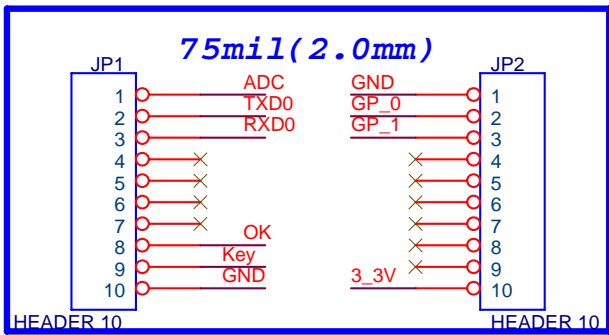 75mil(2.0mm)
JP1 JP2
1 ADC GND 1
2 TXD0 GP_0 2
3 RXD0 GP_1 3
4 4
5 5
6 6
7 7
8 OK 8
9 Key 9
10 GND 3_3V 10
HEADER 10 HEADER 10